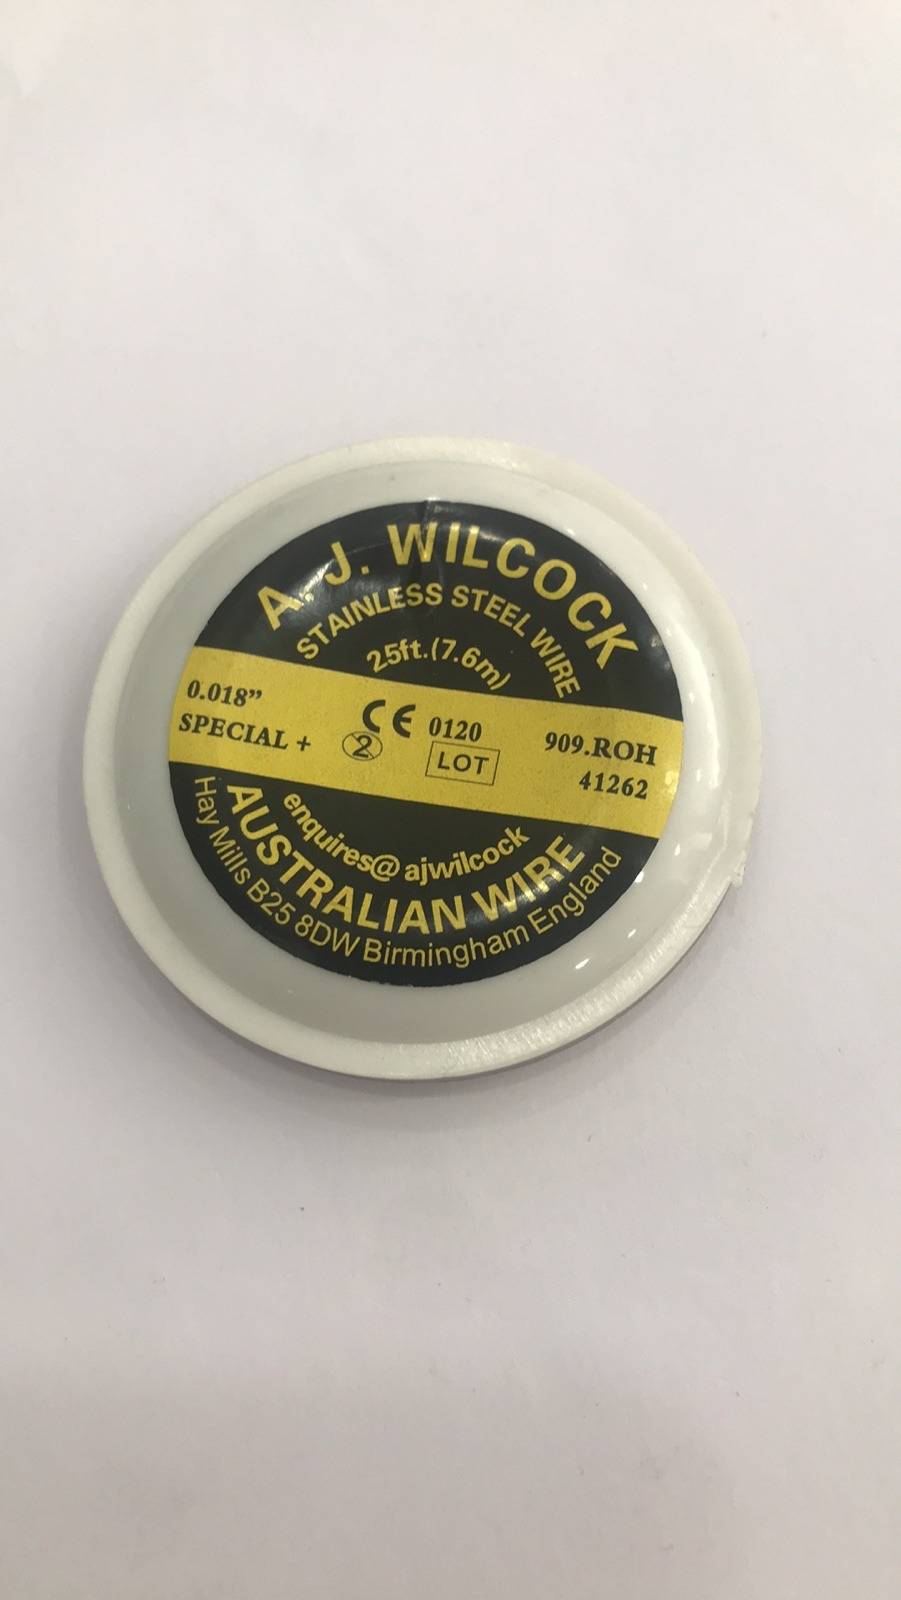 A. J. WILCOCK
STAINLESS STEEL WIRE
25ft.(7.6m)
0.018”
SPECIAL +
CE 0120
2
LOT
909.ROH
41262
enquires@ ajwilcock
AUSTRALIAN WIRE
Hay Mills B25 8DW Birmingham England